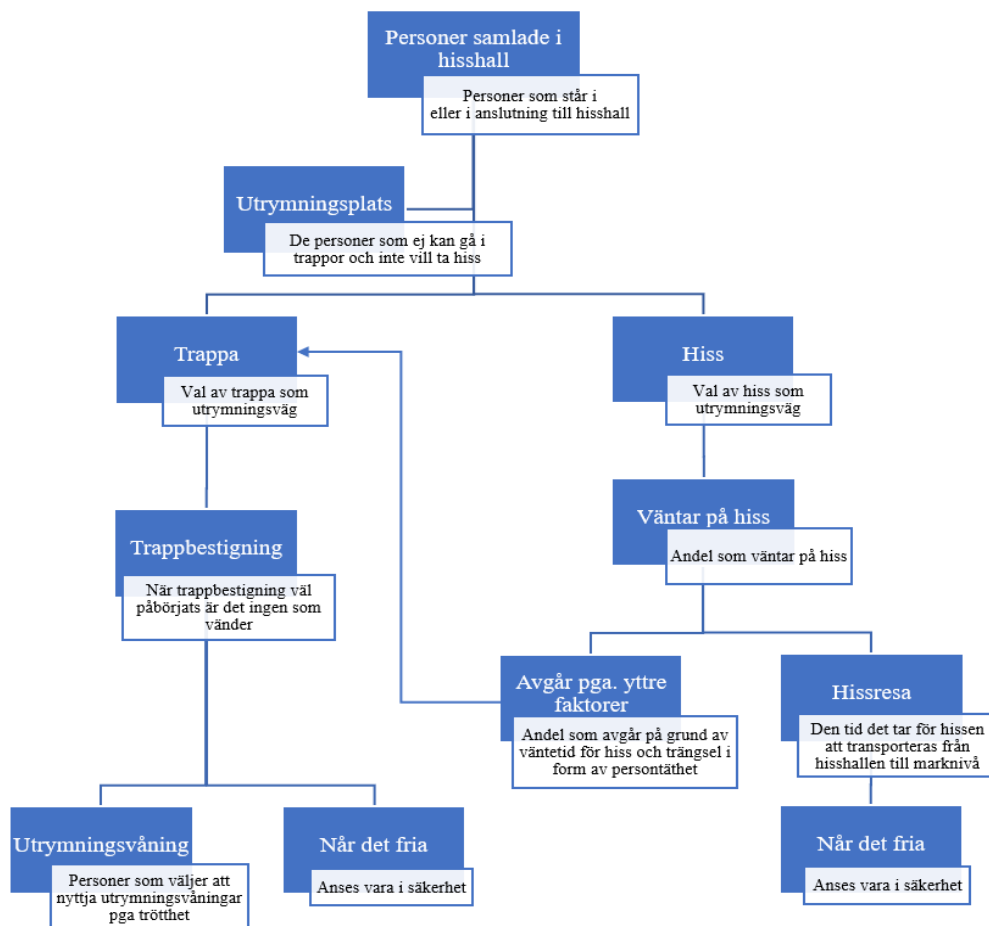 Personer samlade i
hisshall
Personer som står i
eller i anslutning till hisshall
Utrymningsplats
De personer som ej kan gå i
trappor och inte vill ta hiss
Trappa
Val av trappa som
utrymningsväg
Hiss
Val av hiss som
utrymningsväg
Trappbestigning
När trappbestigning väl
påbörjats är det ingen som
vänder
Väntar på hiss
Andel som väntar på hiss
Avgår pga. yttre
faktorer
Andel som avgår på grund av
väntetid för hiss och trängsel i
form av persontäthet
Hissresa
Den tid det tar för hissen
att transporteras från
hisshallen till marknivå
Utrymningsvåning
Personer som väljer att
nyttja utrymningsvåningar
pga trötthet
Når det fria
Anses vara i säkerhet
Når det fria
Anses vara i säkerhet